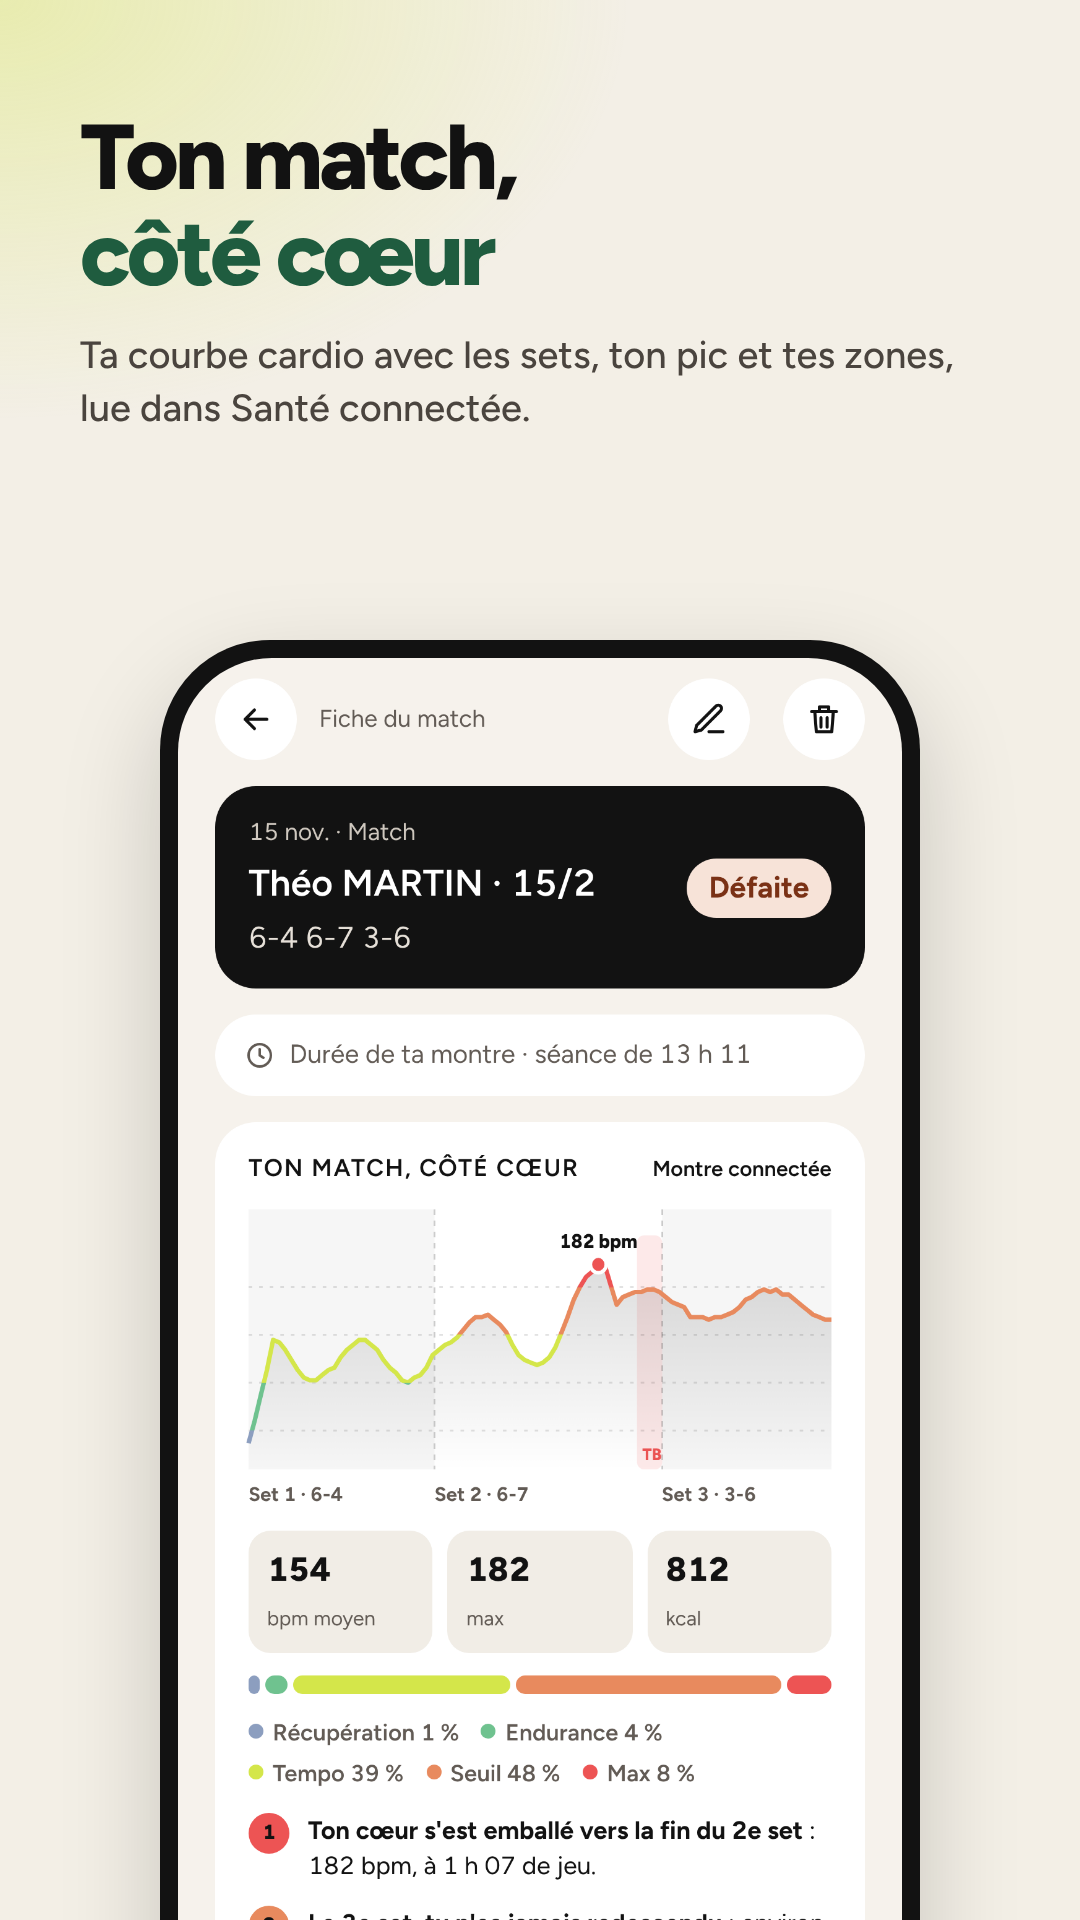 Ton match,
côté cœur
Ta courbe cardio avec les sets, ton pic et tes zones,
lue dans Santé connectée.
Fiche du match
15 nov. · Match
Théo MARTIN · 15/2
Défaite
6-4 6-7 3-6
Durée de ta montre · séance de 13 h 11
TON MATCH, CÔTÉ CŒUR
Montre connectée
182 bpm
TB
Set 1 · 6-4
Set 2 · 6-7
Set 3 · 3-6
154
182
812
bpm moyen
max
kcal
Récupération 1 %
Endurance 4 %
Tempo 39 %
Seuil 48 %
Max 8 %
1
Ton cœur s'est emballé vers la fin du 2e set :
182 bpm, à 1 h 07 de jeu.